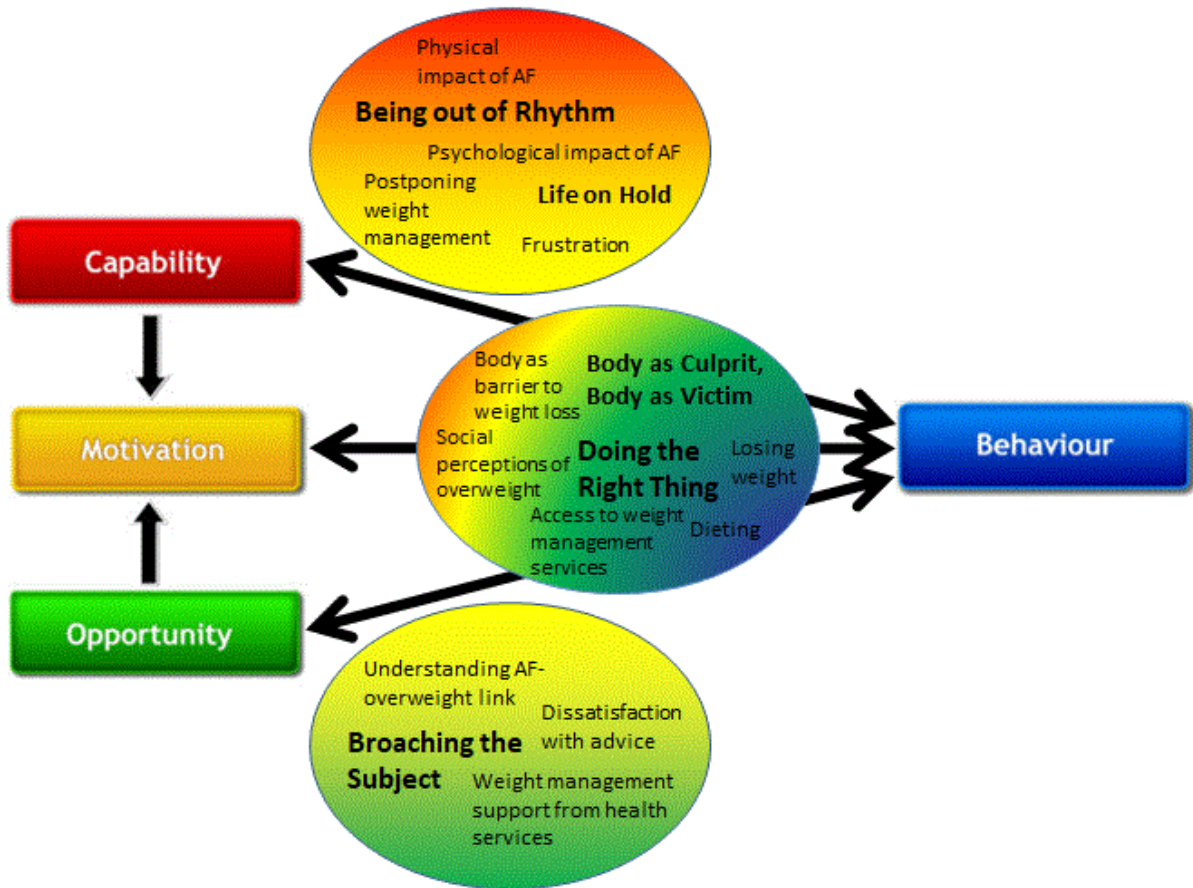 Physical
impact of AF
Being out of Rhythm
Psychological impact of AF
Postponing
weight
management
Life on Hold
Frustration
Capability
Body as
barrier to
weight loss
Body as Culprit,
Body as Victim
Motivation
Social
perceptions of
overweight
Doing the
Right Thing
Losing
weight
Behaviour
Access to weight
management
services
Dieting
Opportunity
Understanding AF-
overweight link
Dissatisfaction
with advice
Broaching the
Subject
Weight management
support from health
services